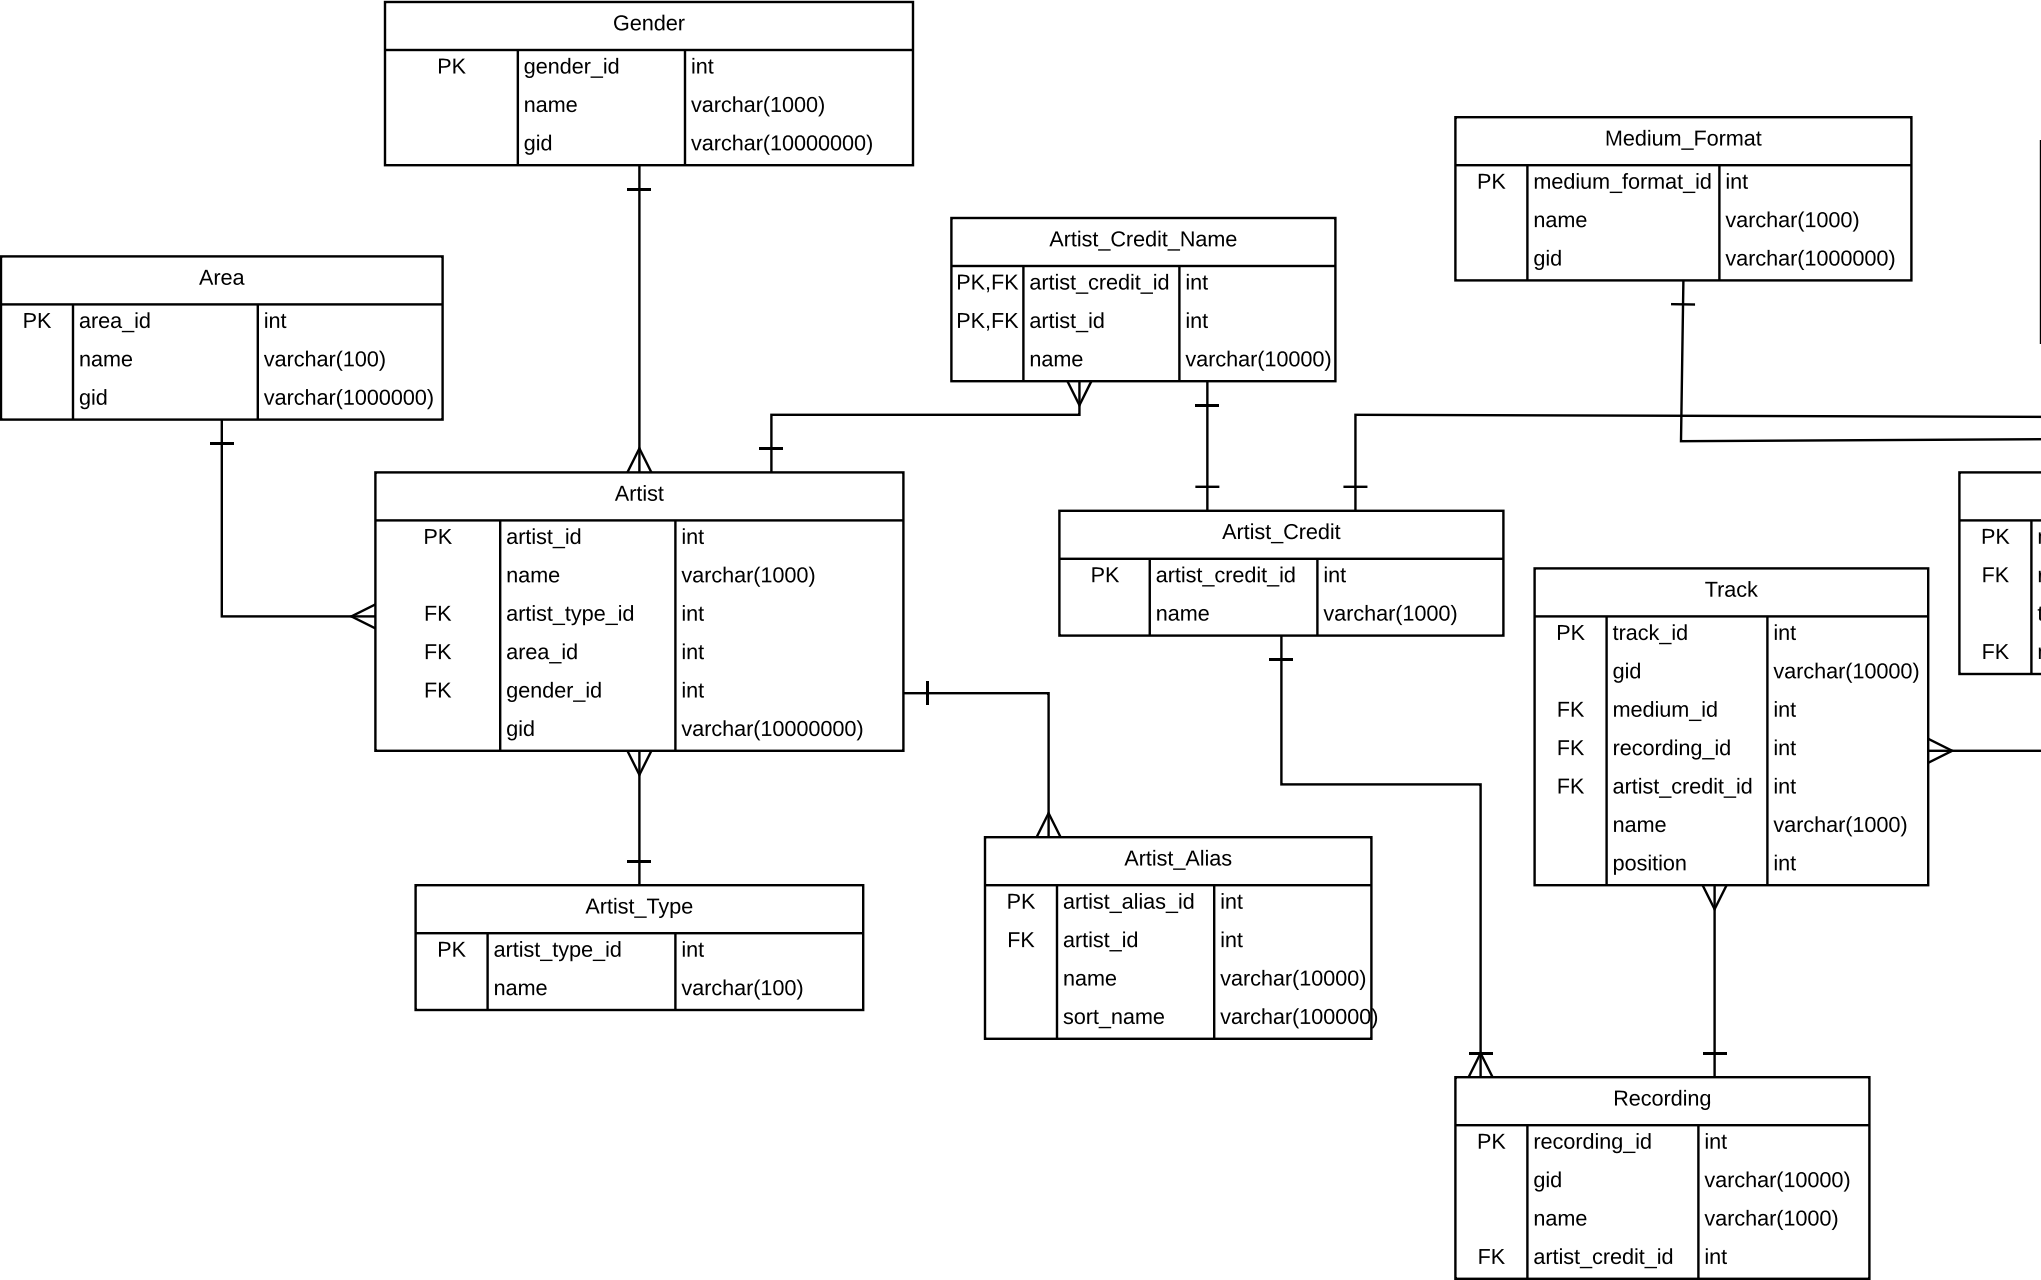 Gender
PK gender_id int
name varchar(1000)
gid varchar(10000000)
Medium_Format
PK medium_format_id int
name varchar(1000)
gid varchar(1000000)
Artist_Credit_Name
PK,FK artist_credit_id int
PK,FK artist_id int
name varchar(10000)
Area
PK area_id int
name varchar(100)
gid varchar(1000000)
Artist
PK artist_id int
name varchar(1000)
FK artist_type_id int
FK area_id int
FK gender_id int
gid varchar(10000000)
Artist_Credit
PK artist_credit_id int
name varchar(1000)
PK
FK
FK
Track
PK track_id int
gid varchar(10000)
FK medium_id int
FK recording_id int
FK artist_credit_id int
name varchar(1000)
position int
Artist_Alias
PK artist_alias_id int
FK artist_id int
name varchar(10000)
sort_name varchar(100000)
Artist_Type
PK artist_type_id int
name varchar(100)
Recording
PK recording_id int
gid varchar(10000)
name varchar(1000)
FK artist_credit_id int